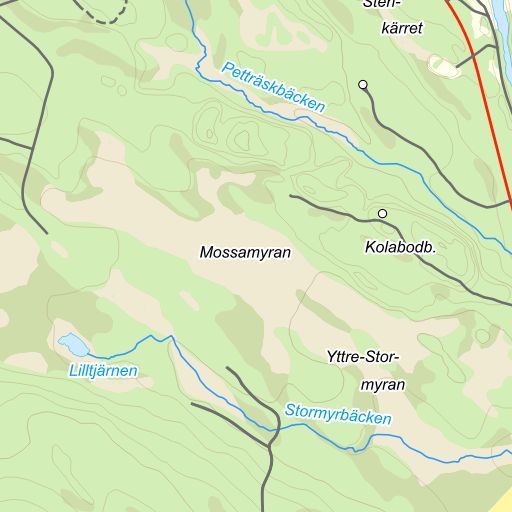 Sten-
kärret
Petträskbäcken
Kolabodb.
Mossamyran
Yttre-Stor-
myran
Lilltjärnen
Stormyrbäcken